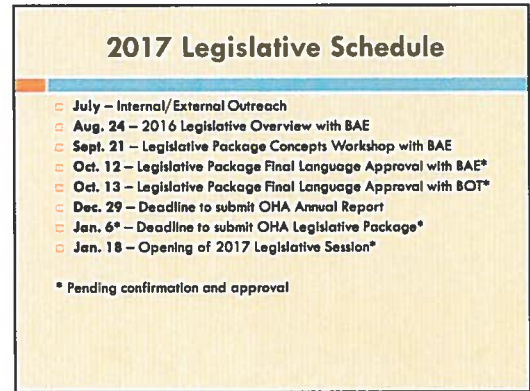 2017 Legislative Schedule
July – Internal/External Outreach
Aug. 24 – 2016 Legislative Overview with BAE
Sept. 21 – Legislative Package Concepts Workshop with BAE
Oct. 12 – Legislative Package Final Language Approval with BAE*
Oct. 13 – Legislative Package Final Language Approval with BOT*
Dec. 29 – Deadline to submit OHA Annual Report
Jan. 6* – Deadline to submit OHA Legislative Package*
Jan. 18 – Opening of 2017 Legislative Session*
* Pending confirmation and approval